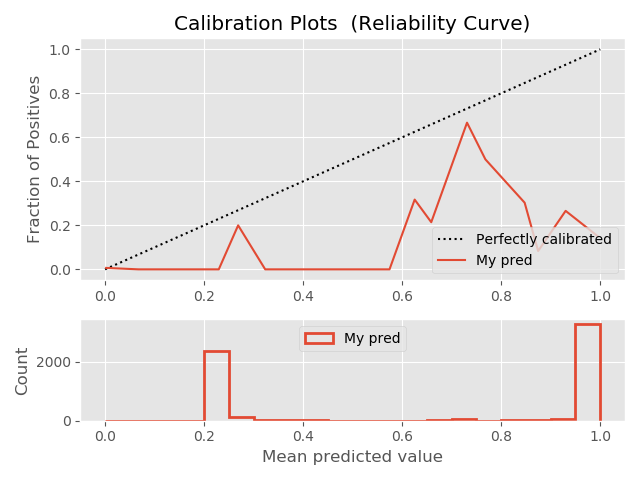 Calibration Plots  (Reliability Curve)
Fraction of Positives
1.0
0.8
0.6
0.4
0.2
0.0
Perfectly calibrated
My pred
0.0 0.2 0.4 0.6 0.8 1.0
Count
2000
0
My pred
0.0 0.2 0.4 0.6 0.8 1.0
Mean predicted value